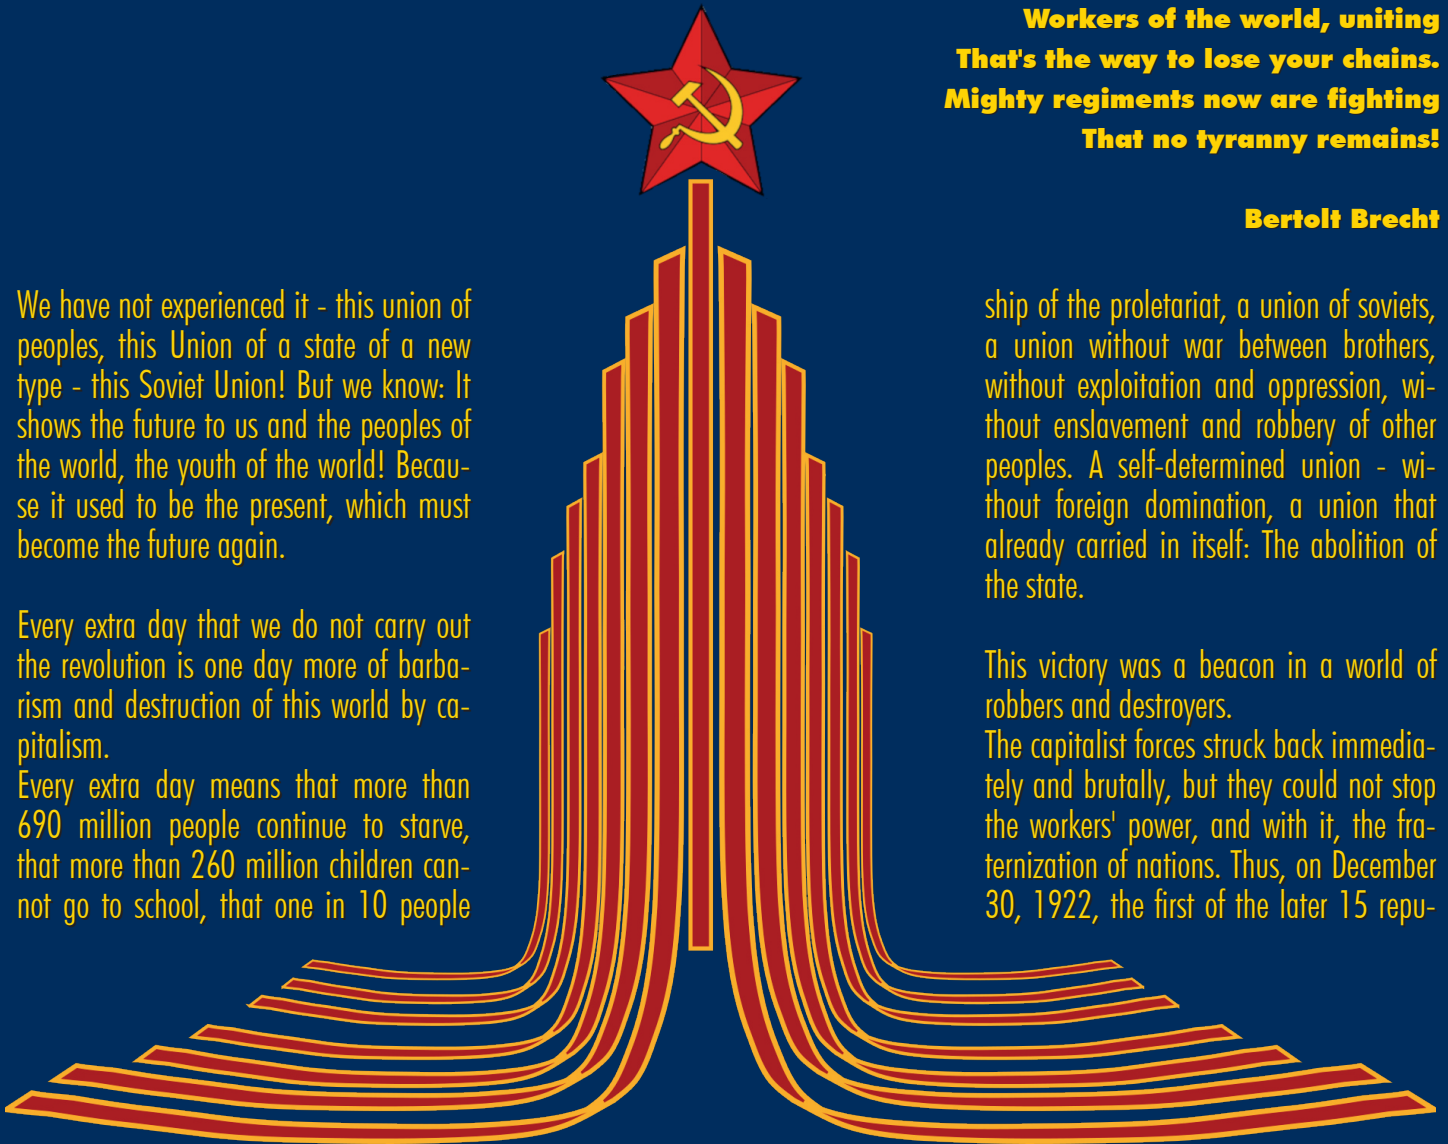 Workers of the world, uniting
That's the way to lose your chains.
Mighty regiments now are fighting
That no tyranny remains!
Bertolt Brecht
We have not experienced it - this union of
peoples, this Union of a state of a new
type - this Soviet Union! But we know: It
shows the future to us and the peoples of
the world, the youth of the world! Becau-
se it used to be the present, which must
become the future again.
Every extra day that we do not carry out
the revolution is one day more of barba-
rism and destruction of this world by ca-
pitalism.
Every extra day means that more than
690 million people continue to starve,
that more than 260 million children can-
not go to school, that one in 10 people
ship of the proletariat, a union of soviets,
a union without war between brothers,
without exploitation and oppression, wi-
thout enslavement and robbery of other
peoples. A self-determined union - wi-
thout foreign domination, a union that
already carried in itself: The abolition of
the state.
This victory was a beacon in a world of
robbers and destroyers.
The capitalist forces struck back immedia-
tely and brutally, but they could not stop
the workers' power, and with it, the fra-
ternization of nations. Thus, on December
30, 1922, the first of the later 15 repu-